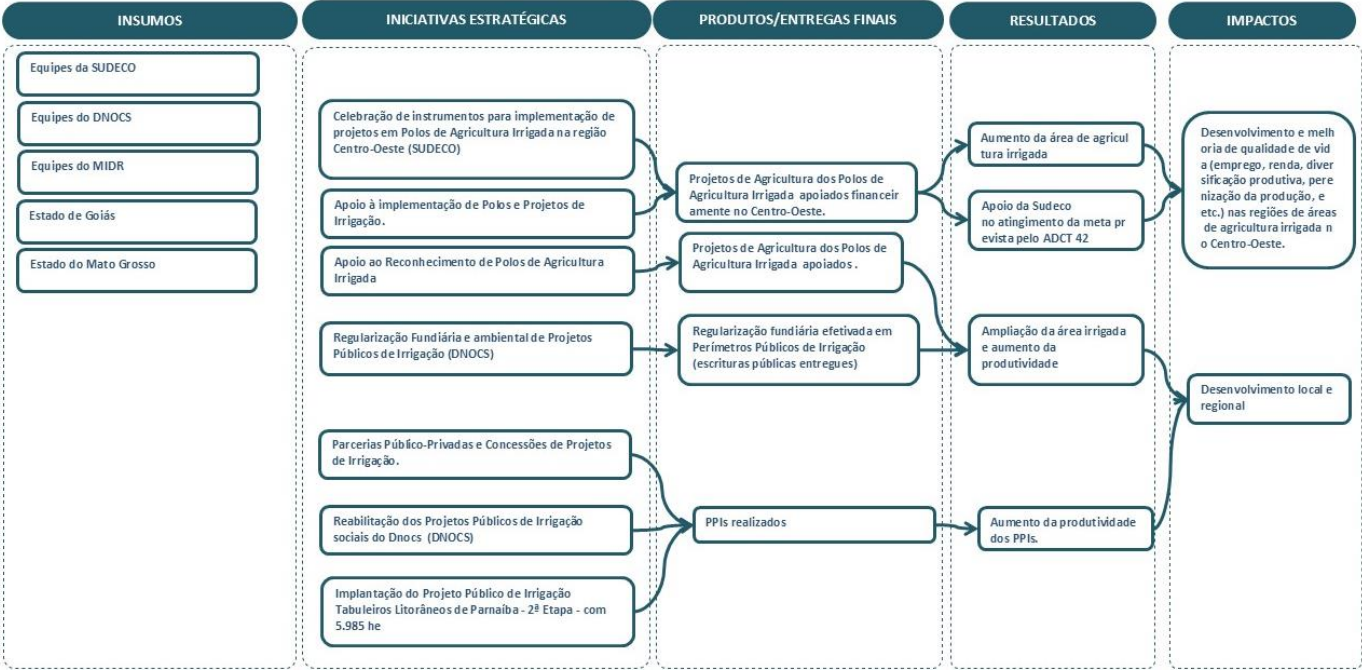 INSUMOS
INICIATIVAS ESTRATÉGICAS
PRODUTOS/ENTREGAS FINAIS
RESULTADOS
IMPACTOS
Equipes da SUDECO
Equipes do DNOCS
Equipes do MIDR
Estado de Goiás
Estado do Mato Grosso
Celebração de instrumentos para implementação de
projetos em Polos de Agricultura Irrigada na região
Centro-Oeste (SUDECO)
Apoio à implementação de Polos e Projetos de
Irrigação.
Apoio ao Reconhecimento de Polos de Agricultura
Irrigada
Regularização Fundiária e ambiental de Projetos
Públicos de Irrigação (DNOCS)
Parcerias Público-Privadas e Concessões de Projetos
de Irrigação.
Reabilitação dos Projetos Públicos de Irrigação
sociais do Dnocs (DNOCS)
Implantação do Projeto Público de Irrigação
Tabuleiros Litorâneos de Parnaíba - 2ª Etapa - com
5.985 he
Projetos de Agricultura dos Polos de
Agricultura Irrigada apoiados financeir
amente no Centro-Oeste.
Projetos de Agricultura dos Polos de
Agricultura Irrigada apoiados .
Regularização fundiária efetivada em
Perímetros Públicos de Irrigação
(escrituras públicas entregues)
PPIs realizados
Aumento da área de agricul
tura irrigada
Apoio da Sudeco
no atingimento da meta pr
evista pelo ADCT 42
Ampliação da área irrigada
e aumento da
produtividade
Aumento da produtividade
dos PPIs.
Desenvolvimento e melh
oria de qualidade de vid
a (emprego, renda, diver
sificação produtiva, pere
nização da produção, e
etc.) nas regiões de áreas
de agricultura irrigada n
o Centro-Oeste.
Desenvolvimento local e
regional